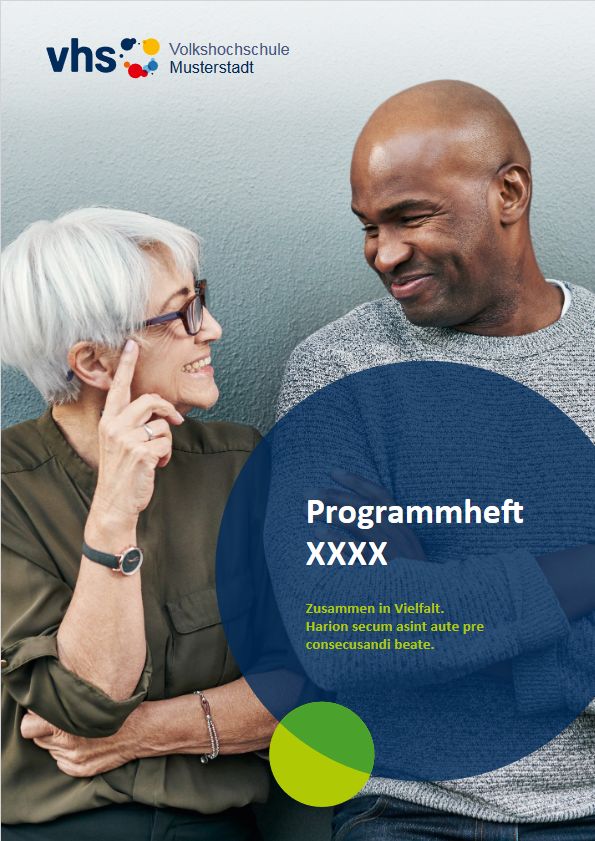 vhs
Volkshochschule
Musterstadt
Programmheft
XXXX
Zusammen in Vielfalt.
Harion secum asint aute pre
consecusandi beate.